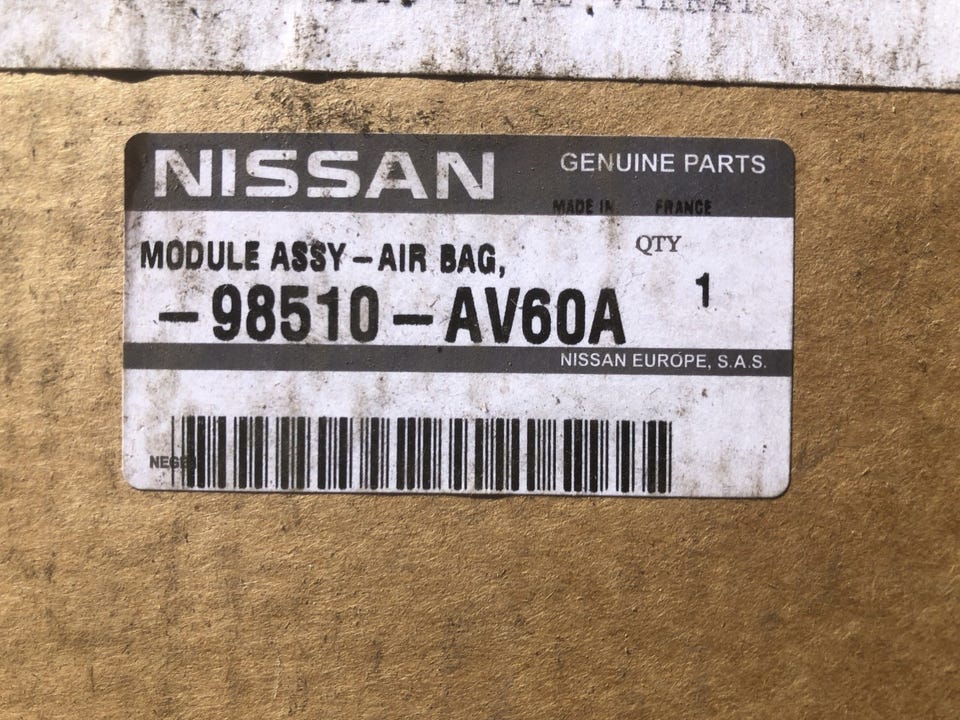 NISSAN GENUINE PARTS
MADE IN FRANCE
MODULE ASSY-AIR BAG, QTY
-98510-AV60A 1
NISSAN EUROPE, S.A.S.